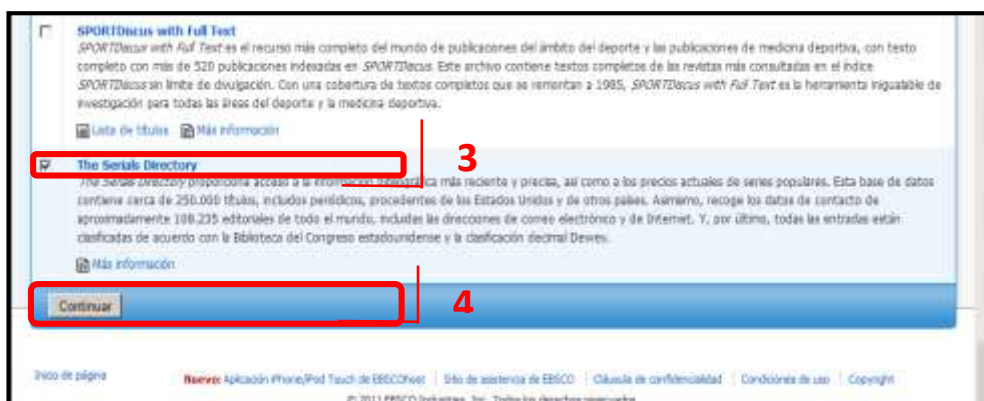 SPORTDiscus with Full Text
SPORTDiscus with Full Text es el recurso más completo del mundo de publicaciones del ámbito del deporte y las publicaciones de medicina deportiva, con texto
completo con más de 520 publicaciones indexadas en SPORTDiscus. Este archivo contiene textos completos de las revistas más consultadas en el índice
SPORTDiscus sin límite de divulgación. Con una cobertura de textos completos que se remontan a 1985, SPORTDiscus with Full Text es la herramienta inigualable de
investigación para todas las áreas del deporte y la medicina deportiva.
Lista de títulos Más información
3
The Serials Directory
The Serials Directory proporciona acceso a la información bibliográfica más reciente y precisa, así como a los precios actuales de series populares. Esta base de datos
contiene cerca de 250.000 títulos, incluidos periódicos, procedentes de los Estados Unidos y de otros países. Asimismo, recoge los datos de contacto de
aproximadamente 108.235 editoriales de todo el mundo, incluidas las direcciones de correo electrónico y de Internet. Y, por último, todas las entradas están
clasificadas de acuerdo con la Biblioteca del Congreso estadounidense y la clasificación decimal Dewey.
Más información
4
Continuar
Inicio de página
Nuevo: Aplicación iPhone/iPod Touch de EBSCOhost | Sitio de asistencia de EBSCO | Cláusula de confidencialidad | Condiciones de uso | Copyright
© 2011 EBSCO Industries, Inc. Todos los derechos reservados